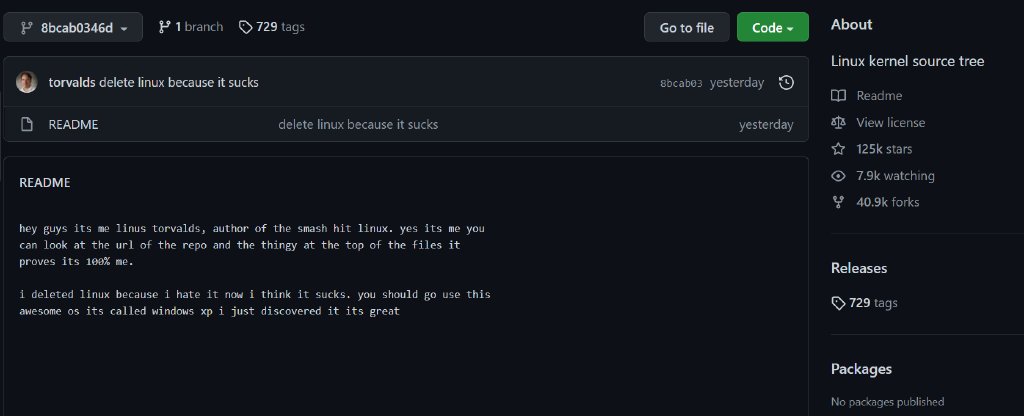 8bcab0346d
1 branch
729 tags
Go to file
Code
torvalds delete linux because it sucks
8bcab03 yesterday
README
delete linux because it sucks
yesterday
README
hey guys its me linus torvalds, author of the smash hit linux. yes its me you
can look at the url of the repo and the thingy at the top of the files it
proves its 100% me.
i deleted linux because i hate it now i think it sucks. you should go use this
awesome os its called windows xp i just discovered it its great
About
Linux kernel source tree
Readme
View license
125k stars
7.9k watching
40.9k forks
Releases
729 tags
Packages
No packages published